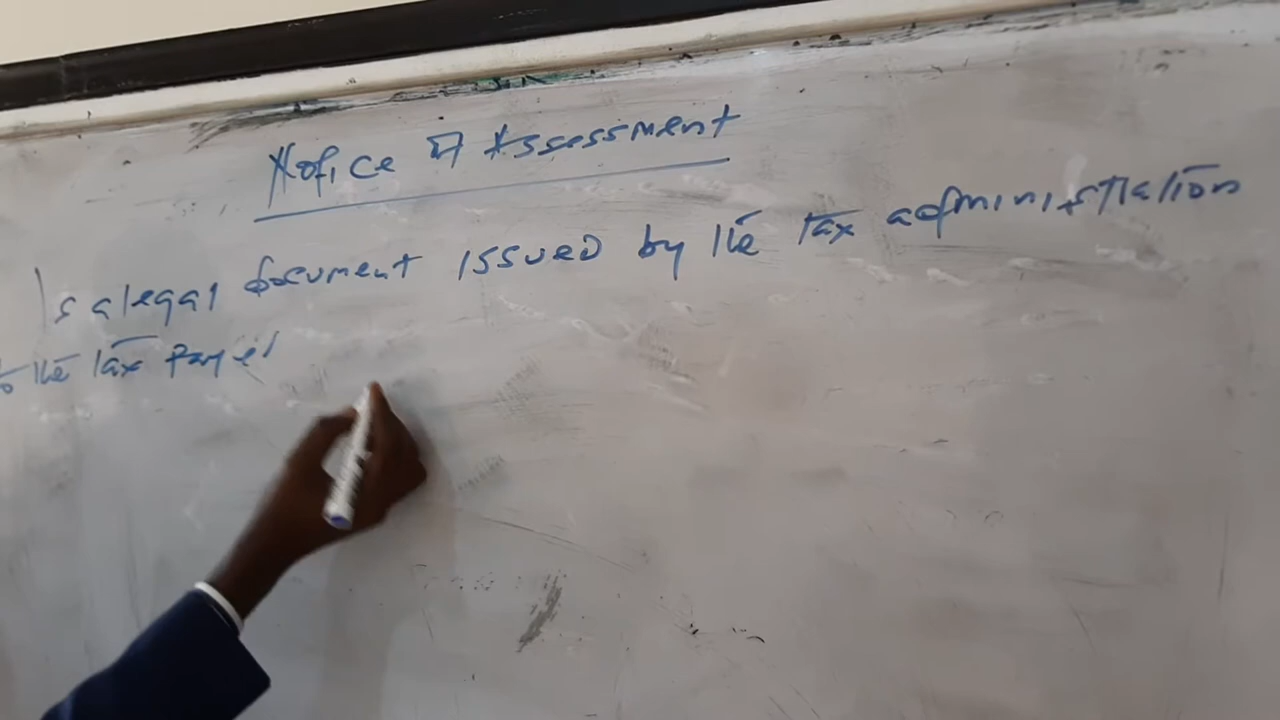 Notice of Assessment
Is a legal document issued by the tax administration
to the tax payer